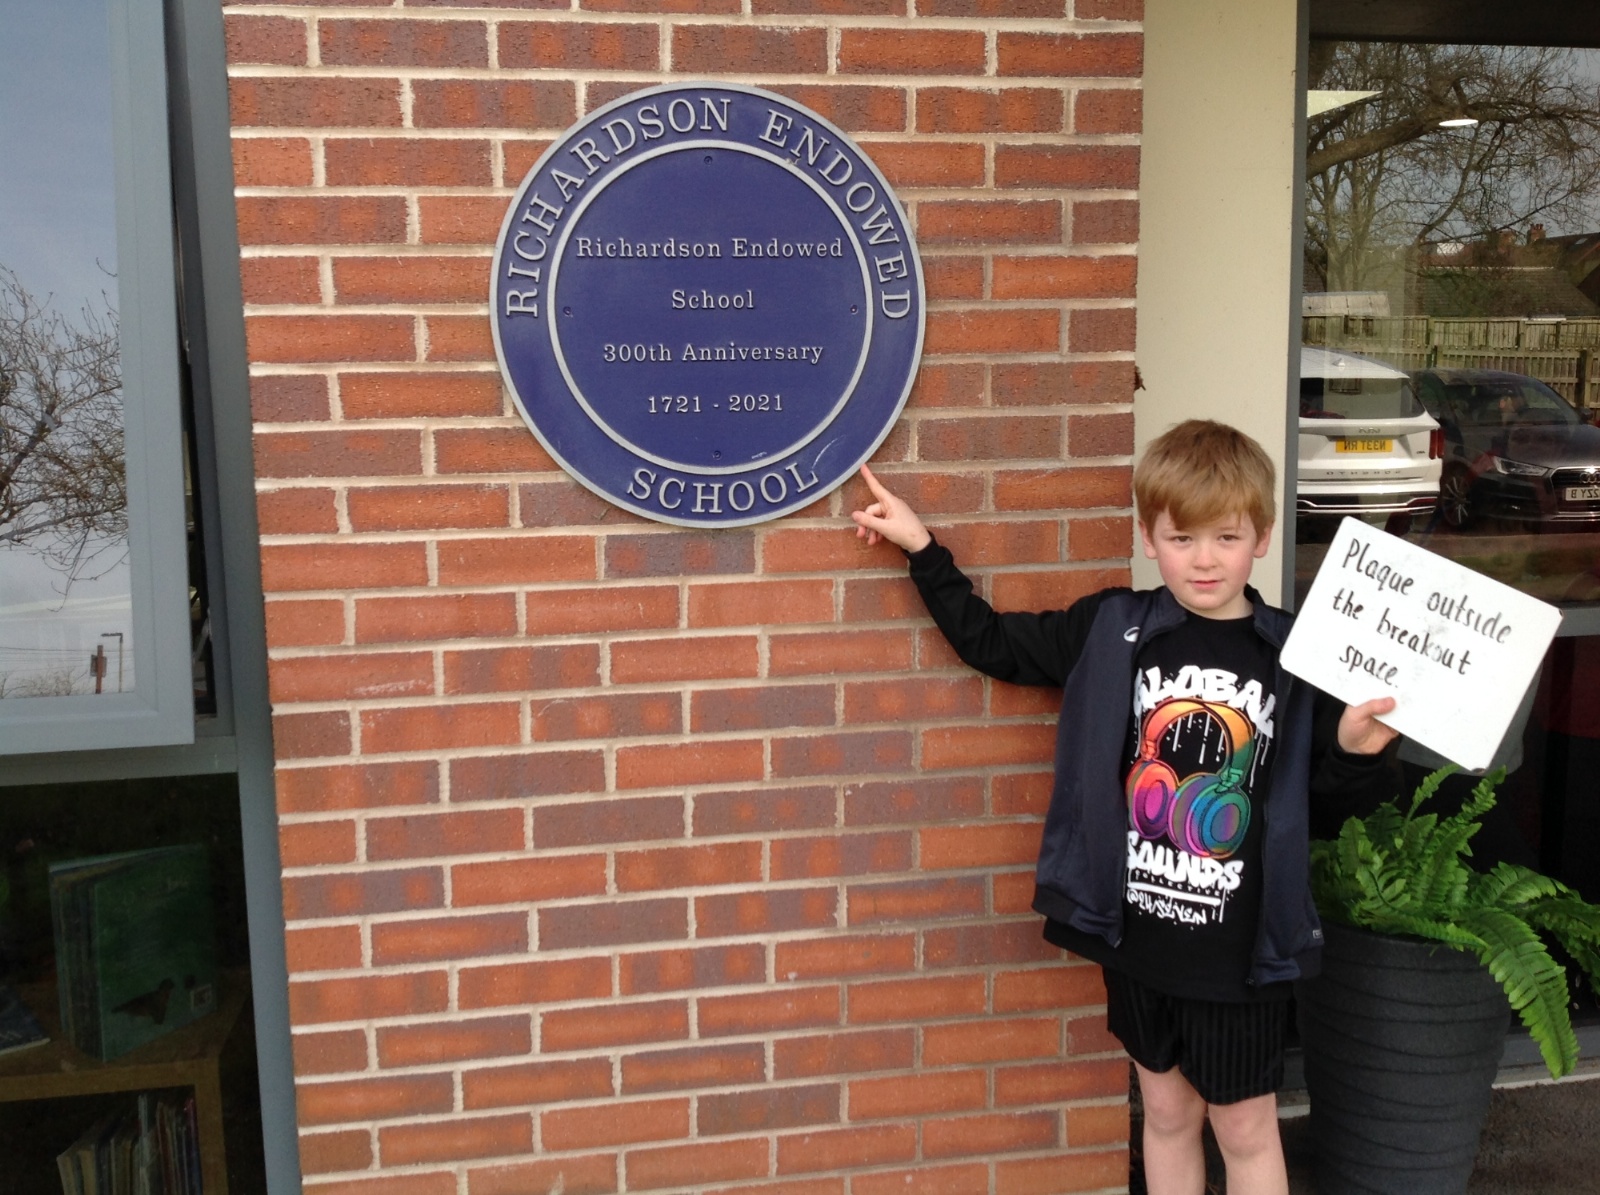 RICHARDSON ENDOWED
Richardson Endowed
School
300th Anniversary
1721 - 2021
SCHOOL
Plaque outside
the breakout
space.
GLOBAL
SOUNDS